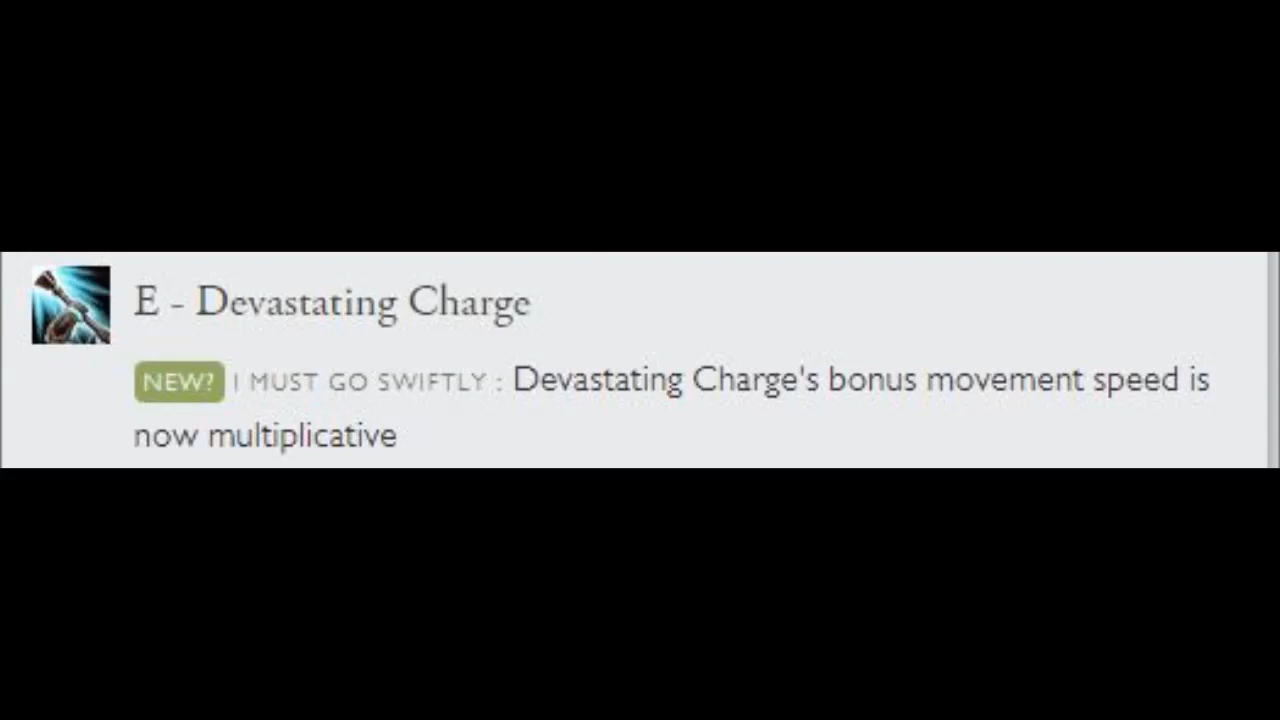 E - Devastating Charge
NEW? I MUST GO SWIFTLY : Devastating Charge's bonus movement speed is
now multiplicative